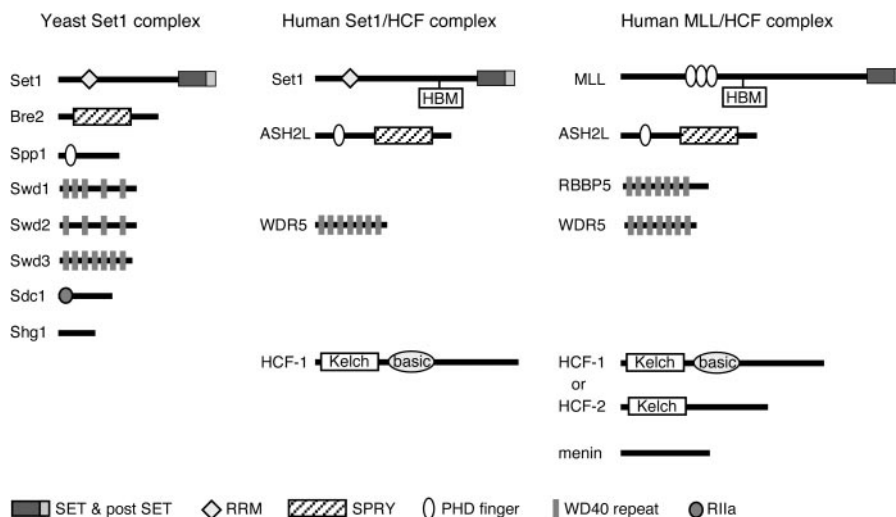 Yeast Set1 complex Human Set1/HCF complex Human MLL/HCF complex
Set1 Set1 MLL
HBM HBM
Bre2 ASH2L ASH2L
Spp1
Swd1 RBBP5
Swd2 WDR5 WDR5
Swd3
Sdc1
Shg1
HCF-1 Kelch basic HCF-1 Kelch basic
or
HCF-2 Kelch
menin
SET & post SET RRM SPRY PHD finger WD40 repeat RIIa